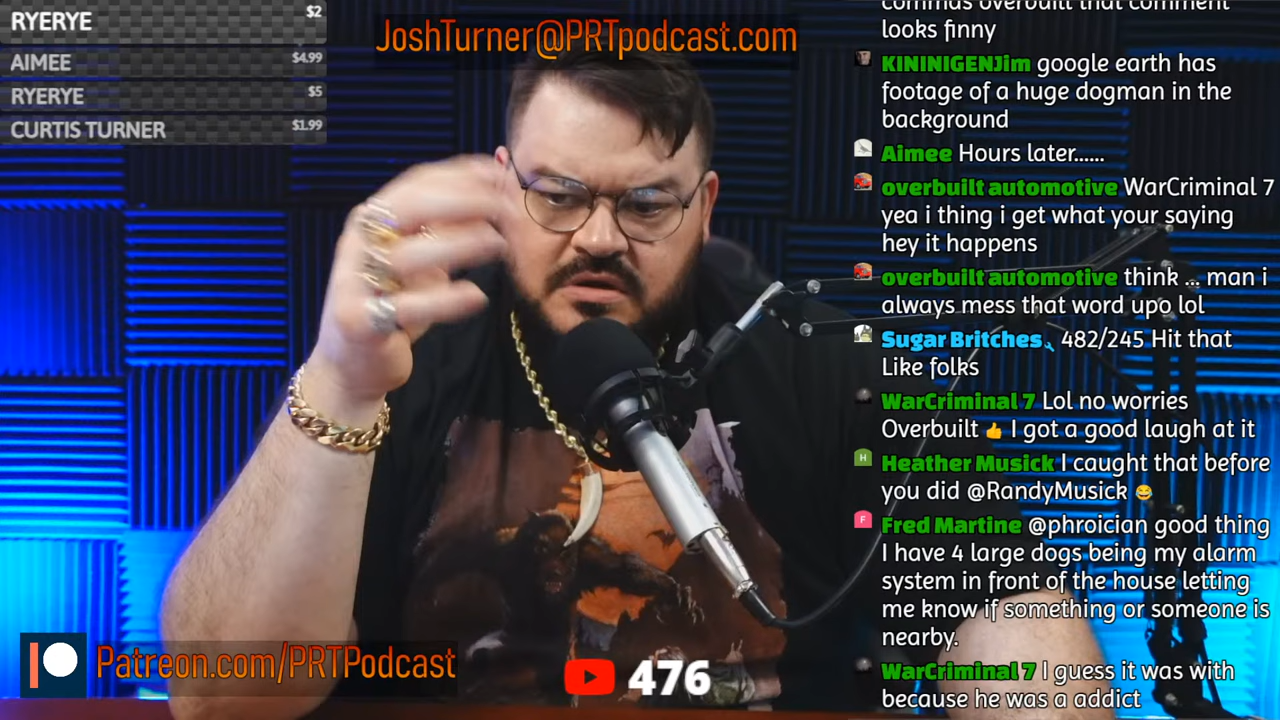 RYERYE $2
AIMEE $4.99
RYERYE $5
CURTIS TURNER $1.99
JoshTurner@PRTpodcast.com
commas overbuilt that comment
looks finny
KININIGENJim google earth has
footage of a huge dogman in the
background
Aimee Hours later......
overbuilt automotive WarCriminal 7
yea i thing i get what your saying
hey it happens
overbuilt automotive think ... man i
always mess that word upo lol
Sugar Britches 482/245 Hit that
Like folks
WarCriminal 7 Lol no worries
Overbuilt 👍 I got a good laugh at it
H
Heather Musick I caught that before
you did @RandyMusick 😂
F
Fred Martine @phroician good thing
I have 4 large dogs being my alarm
system in front of the house letting
me know if something or someone is
nearby.
WarCriminal 7 I guess it was with
because he was a addict
Patreon.com/PRTPodcast
476